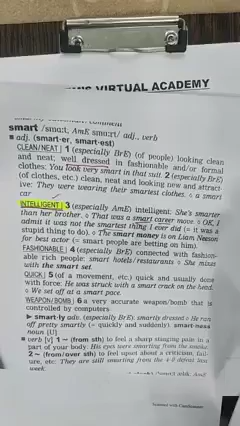 VIRTUAL ACADEMY
smart /smɑːt, AmE smɑːrt/ adj., verb
■ adj. (smart·er, smart·est)
CLEAN/NEAT 1 (especially BrE) (of people) looking clean
and neat; well dressed in fashionable and/or formal
clothes: You look very smart in that suit. 2 (especially BrE)
(of clothes, etc.) clean, neat and looking new and attract-
ive: They were wearing their smartest clothes. ◇ a smart
car
INTELLIGENT 3 (especially AmE) intelligent: She's smarter
than her brother. ◇ That was a smart career move. ◇ OK, I
admit it was not the smartest thing I ever did (= it was a
stupid thing to do). ◇ The smart money is on Liam Neeson
for best actor (= smart people are betting on him).
FASHIONABLE 4 (especially BrE) connected with fashion-
able rich people: smart hotels/restaurants ◇ She mixes
with the smart set.
QUICK 5 (of a movement, etc.) quick and usually done
with force: He was struck with a smart crack on the head.
◇ We set off at a smart pace.
WEAPON/BOMB 6 a very accurate weapon/bomb that is
controlled by computers
▶ smart·ly adv. (especially BrE): smartly dressed ◇ He ran
off pretty smartly (= quickly and suddenly). smart·ness
noun [U]
■ verb [v] 1 ~ (from sth) to feel a sharp stinging pain in a
part of your body: His eyes were smarting from the smoke.
2 ~ (from/over sth) to feel upset about a criticism, fail-
ure, etc.: They are still smarting from the 4-0 defeat last
week.
Scanned with CamScanner